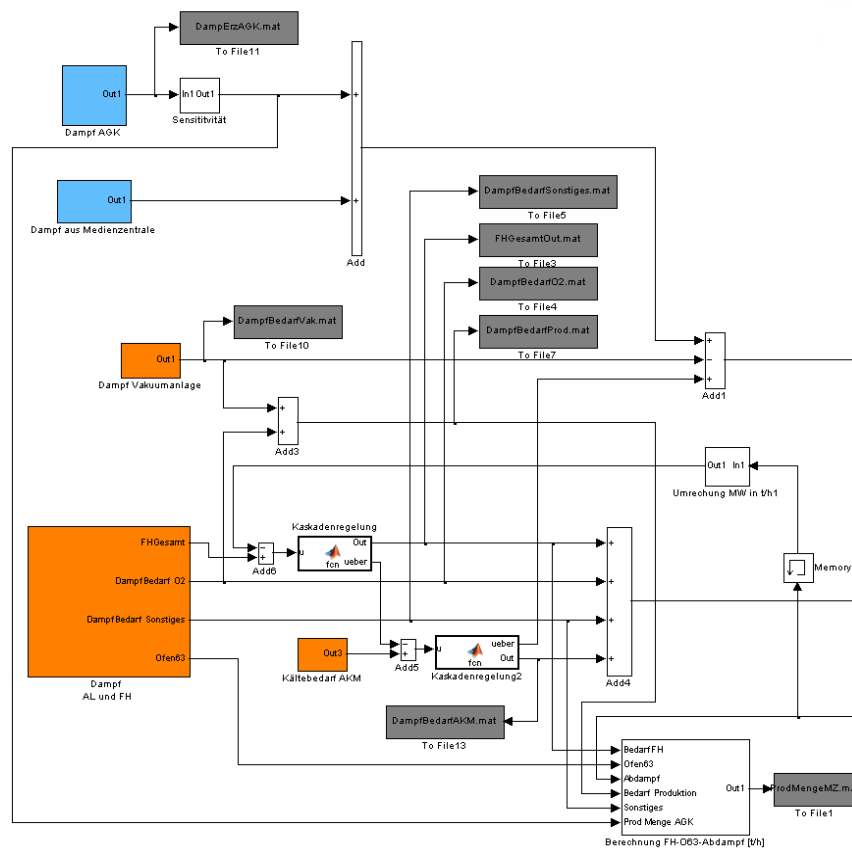 DampErzAGK.mat
To File11
Out1
Dampf AGK
In1 Out1
Sensititvität
+
Out1
Dampf aus Medienzentrale
+
Add
DampfBedarfSonstiges.mat
To File5
FHGesamtOut.mat
To File3
DampfBedarfO2.mat
To File4
DampfBedarfProd.mat
To File7
DampfBedarfVak.mat
To File10
Out1
Dampf Vakuumanlage
+
−
+
Add1
+
+
Add3
Out1 In1
Umrechung MW in t/h1
Kaskadenregelung
FHGesamt
−
+
Add6
u
fcn
Out
ueber
+
Memory
DampfBedarf O2
+
DampfBedarf Sonstiges
+
Out3
Kältebedarf AKM
−
+
Add5
u
fcn
ueber
Out
Kaskadenregelung2
+
Add4
Ofen63
Dampf
AL und FH
DampfBedarfAKM.mat
To File13
BedarfFH
Ofen63
Abdampf
Bedarf Produktion
Sonstiges
Prod Menge AGK
Out1
Berechnung FH-O63-Abdampf [t/h]
ProdMengeMZ.m
To File1